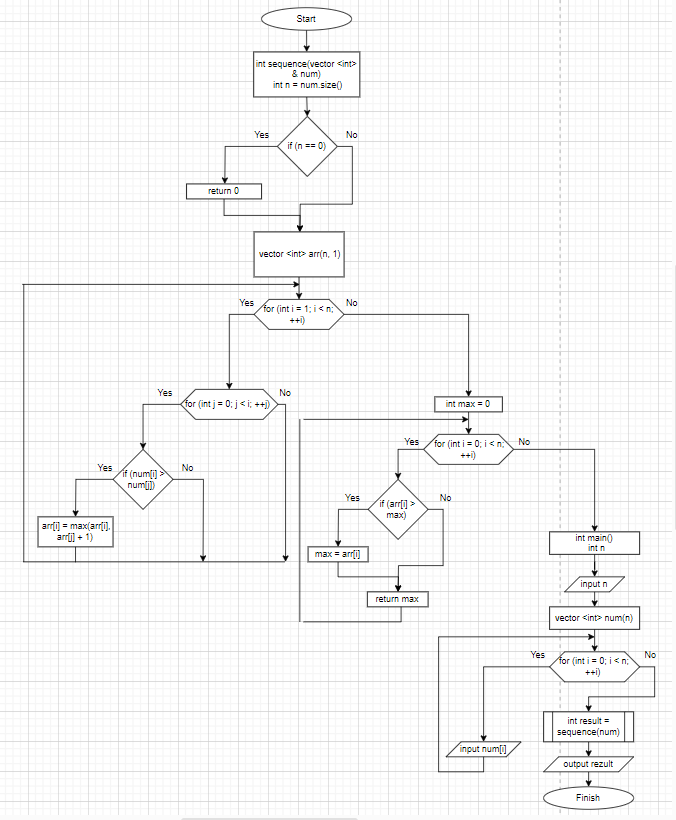 Start
int sequence(vector <int>
& num)
int n = num.size()
Yes
No
if (n == 0)
return 0
vector <int> arr(n, 1)
Yes
No
for (int i = 1; i < n;
++i)
Yes
No
for (int j = 0; j < i; ++j)
int max = 0
Yes
No
for (int i = 0; i < n;
++i)
Yes
No
if (num[i] >
num[j])
Yes
No
if (arr[i] >
max)
arr[i] = max(arr[i],
arr[j] + 1)
max = arr[i]
int main()
int n
input n
return max
vector <int> num(n)
Yes
No
for (int i = 0; i < n;
++i)
int result =
sequence(num)
input num[i]
output rezult
Finish